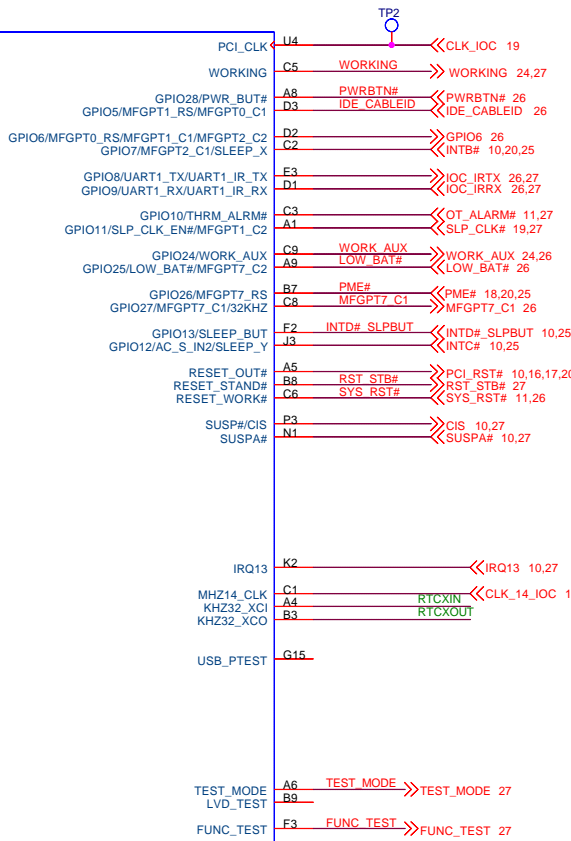 TP2
PCI_CLK U4 CLK_IOC 19
WORKING C5 WORKING WORKING 24,27
GPIO28/PWR_BUT# A8 PWRBTN# PWRBTN# 26
GPIO5/MFGPT1_RS/MFGPT0_C1 D3 IDE_CABLEID IDE_CABLEID 26
GPIO6/MFGPT0_RS/MFGPT1_C1/MFGPT2_C2 D2 GPIO6 26
GPIO7/MFGPT2_C1/SLEEP_X C2 INTB# 10,20,25
GPIO8/UART1_TX/UART1_IR_TX E3 IOC_IRTX 26,27
GPIO9/UART1_RX/UART1_IR_RX D1 IOC_IRRX 26,27
GPIO10/THRM_ALRM# C3 OT_ALARM# 11,27
GPIO11/SLP_CLK_EN#/MFGPT1_C2 A1 SLP_CLK# 19,27
GPIO24/WORK_AUX C9 WORK_AUX WORK_AUX 24,26
GPIO25/LOW_BAT#/MFGPT7_C2 A9 LOW_BAT# LOW_BAT# 26
GPIO26/MFGPT7_RS B7 PME# PME# 18,20,25
GPIO27/MFGPT7_C1/32KHZ C8 MFGPT7_C1 MFGPT7_C1 26
GPIO13/SLEEP_BUT F2 INTD#_SLPBUT INTD#_SLPBUT 10,25
GPIO12/AC_S_IN2/SLEEP_Y J3 INTC# 10,25
RESET_OUT# A5 PCI_RST# 10,16,17,20
RESET_STAND# B8 RST_STB# RST_STB# 27
RESET_WORK# C6 SYS_RST# SYS_RST# 11,26
SUSP#/CIS P3 CIS 10,27
SUSPA# N1 SUSPA# 10,27
IRQ13 K2 IRQ13 10,27
MHZ14_CLK C1 CLK_14_IOC 1
KHZ32_XCI A4 RTCXIN
KHZ32_XCO B3 RTCXOUT
USB_PTEST G15
TEST_MODE A6 TEST_MODE TEST_MODE 27
LVD_TEST B9
FUNC_TEST F3 FUNC_TEST FUNC_TEST 27